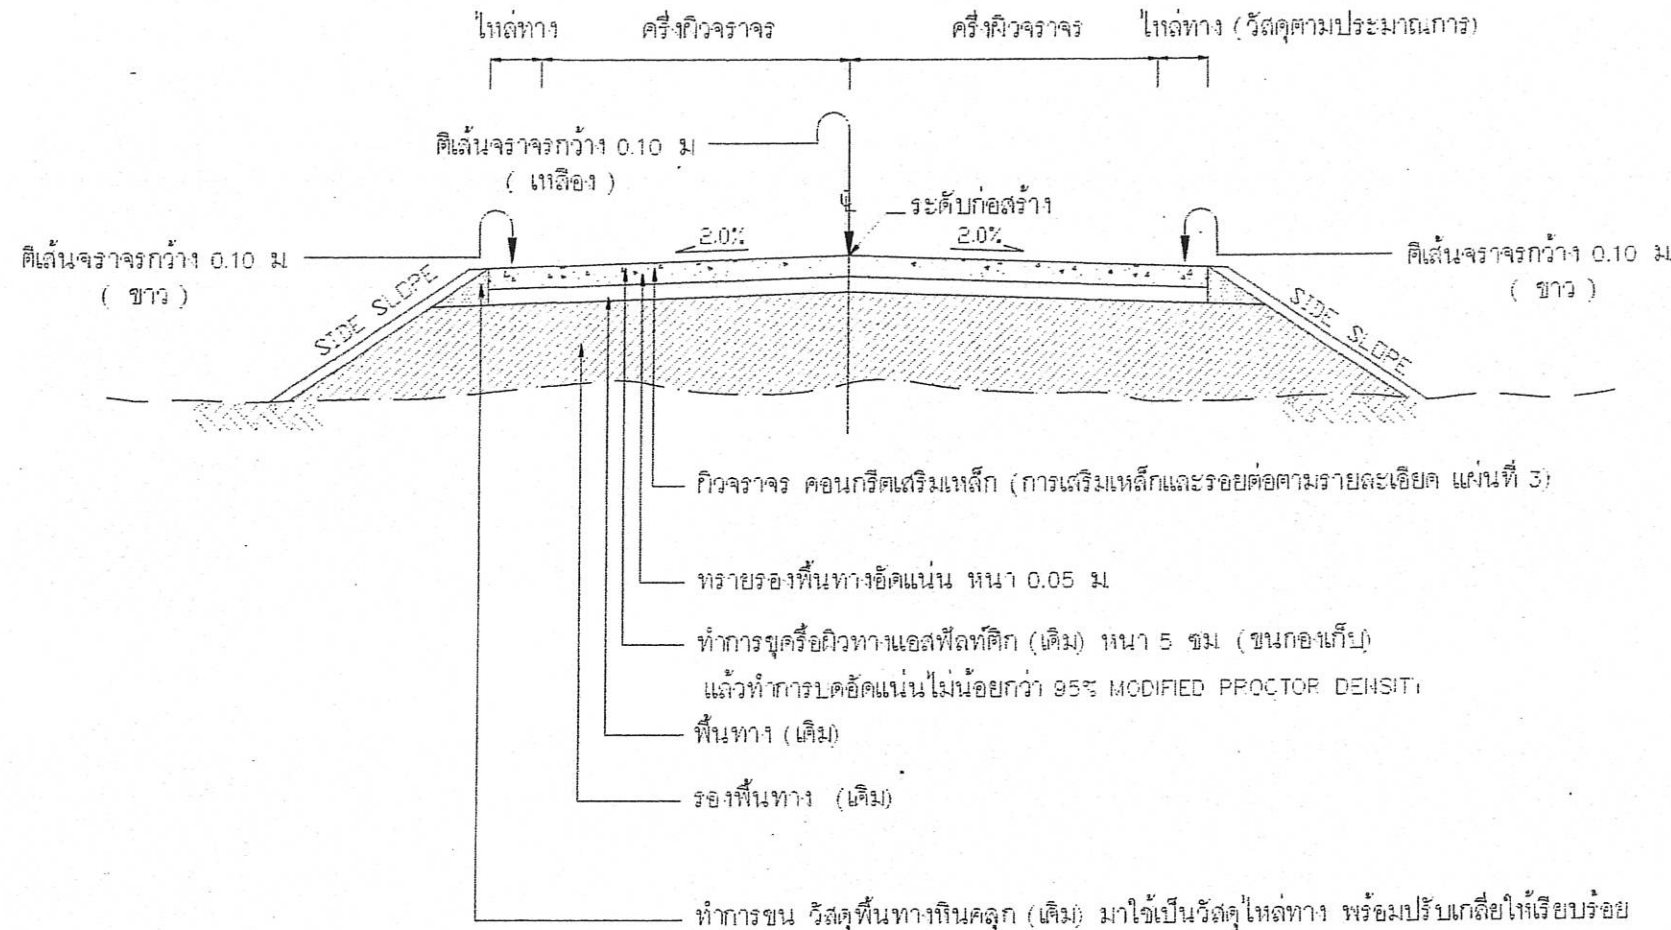 ไหล่ทาง ครึ่งผิวจราจร ครึ่งผิวจราจร ไหล่ทาง (วัสดุตามประมาณการ)
ตีเส้นจราจรกว้าง 0.10 ม
( เหลือง )
ระดับก่อสร้าง
2.0% 2.0%
ตีเส้นจราจรกว้าง 0.10 ม
( ขาว )
ตีเส้นจราจรกว้าง 0.10 ม
( ขาว )
SIDE SLOPE
SIDE SLOPE
ผิวจราจร คอนกรีตเสริมเหล็ก (การเสริมเหล็กและรอยต่อตามรายละเอียด แผ่นที่ 3)
ทรายรองพื้นทางอัดแน่น หนา 0.05 ม
ทำการขุดรื้อผิวทางแอสฟัลท์ติก (เดิม) หนา 5 ซม (ขนกองเก็บ)
แล้วทำการบดอัดแน่นไม่น้อยกว่า 95% MODIFIED PROCTOR DENSITY
พื้นทาง (เดิม)
รองพื้นทาง (เดิม)
ทำการขน วัสดุพื้นทางหินคลุก (เดิม) มาใช้เป็นวัสดุไหล่ทาง พร้อมปรับเกลี่ยให้เรียบร้อย